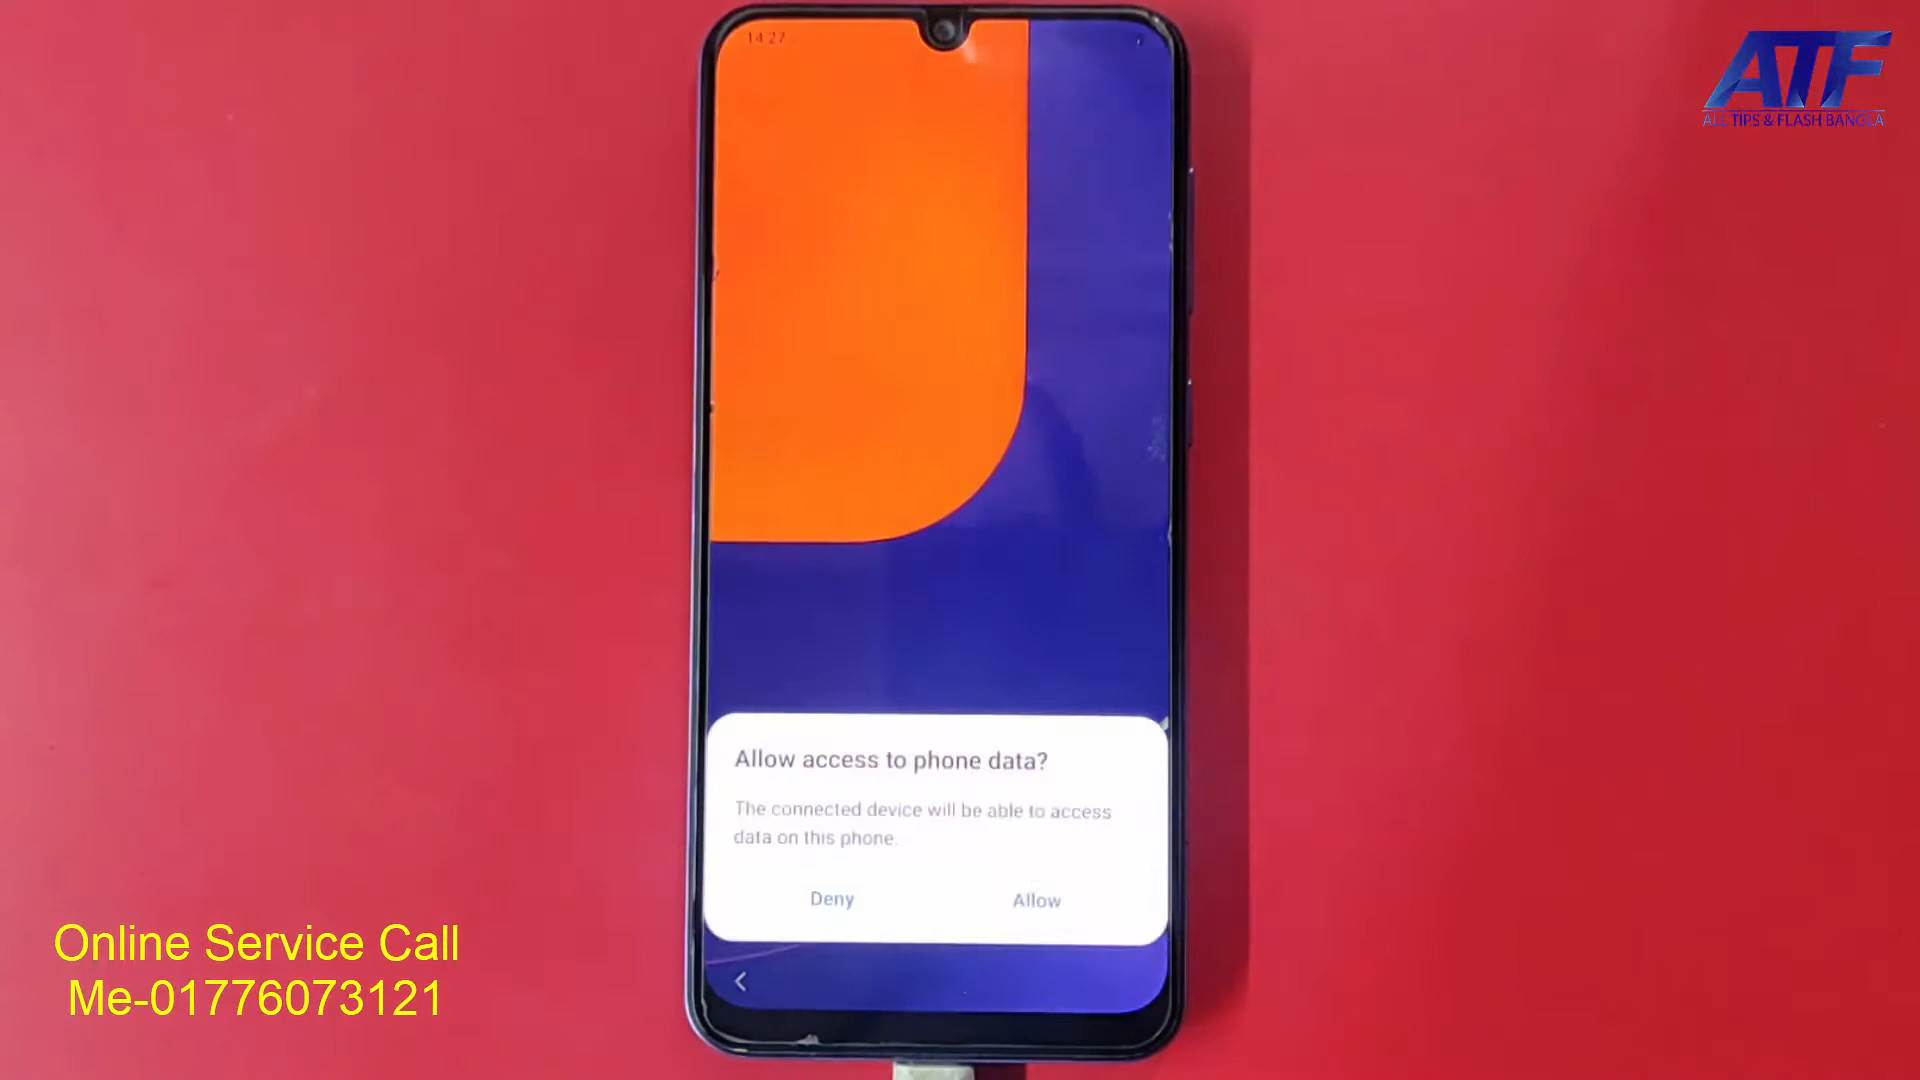 14:27
ATF
ALL TIPS & FLASH BANGLA
Allow access to phone data?
The connected device will be able to access
data on this phone.
Deny
Allow
Online Service Call
Me-01776073121